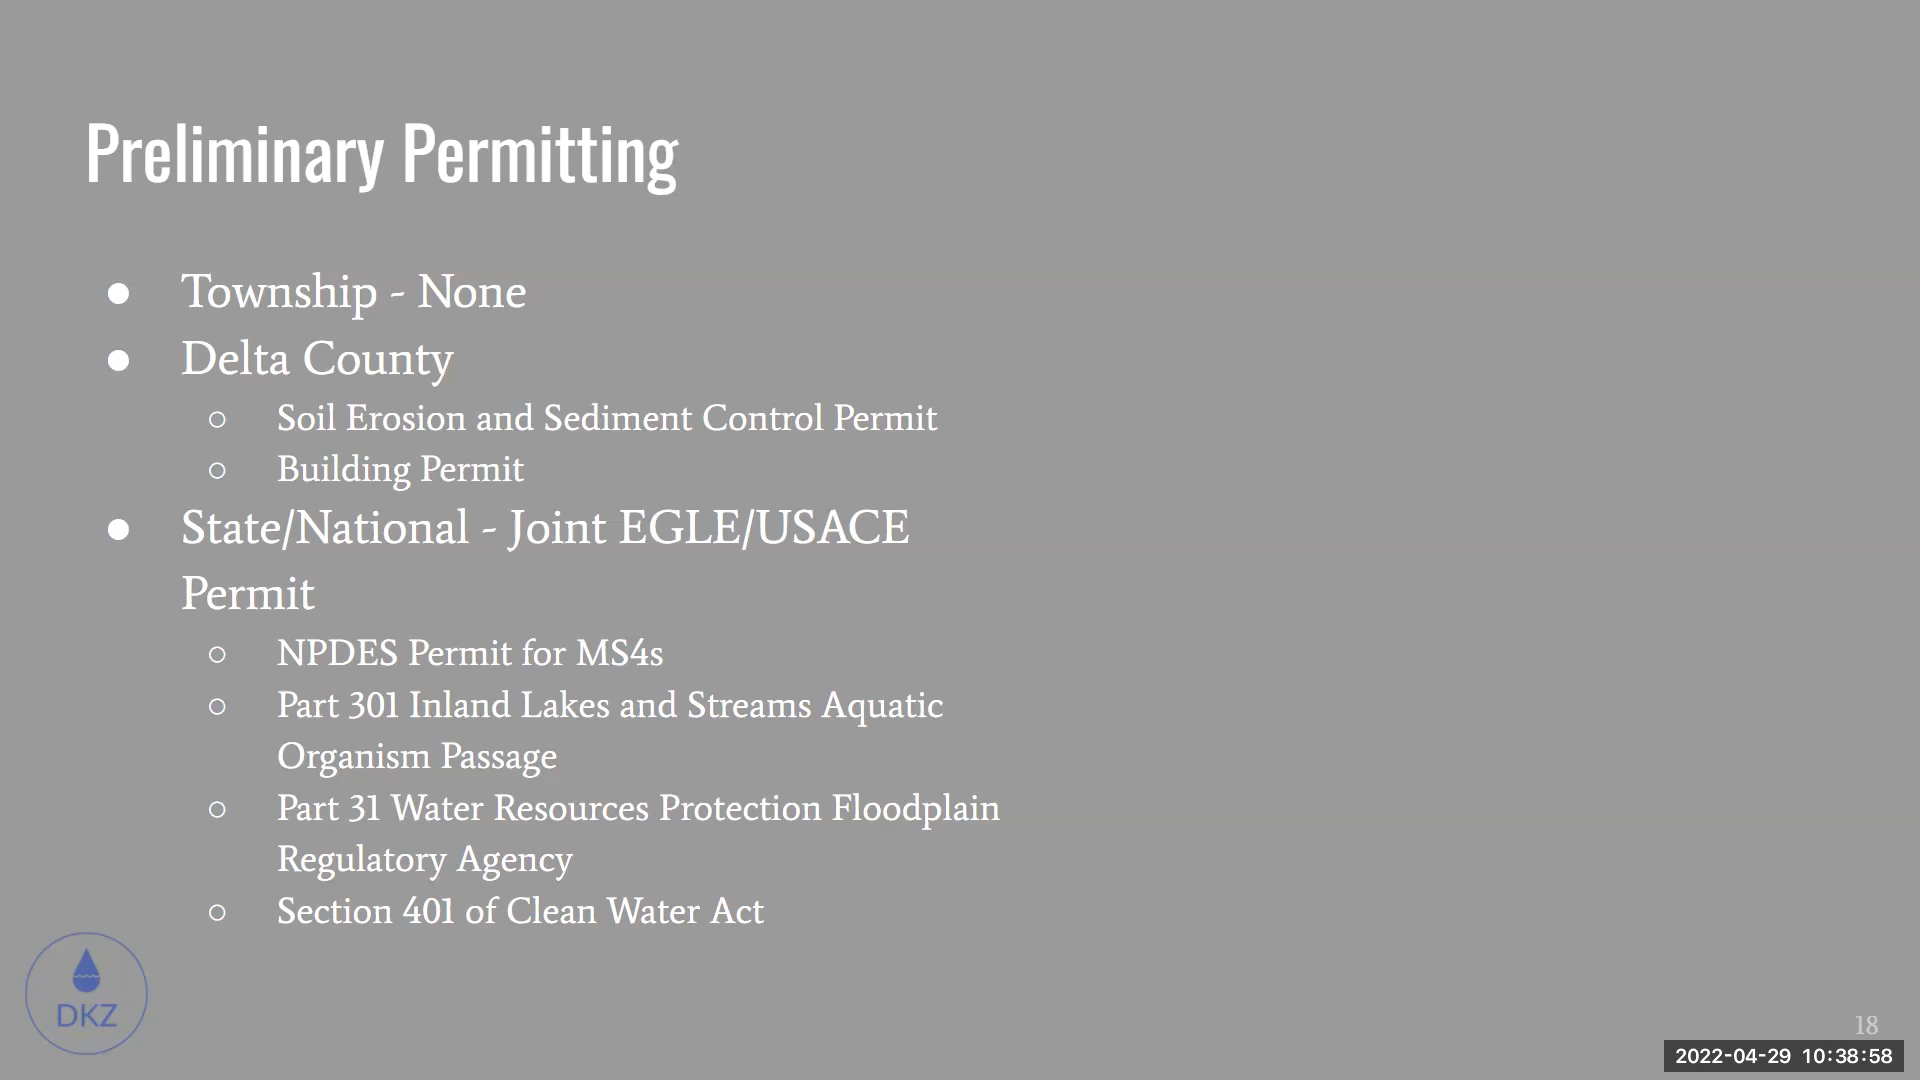 Preliminary Permitting
● Township - None
● Delta County
○ Soil Erosion and Sediment Control Permit
○ Building Permit
● State/National - Joint EGLE/USACE
Permit
○ NPDES Permit for MS4s
○ Part 301 Inland Lakes and Streams Aquatic
Organism Passage
○ Part 31 Water Resources Protection Floodplain
Regulatory Agency
○ Section 401 of Clean Water Act
DKZ
18
2022-04-29 10:38:58